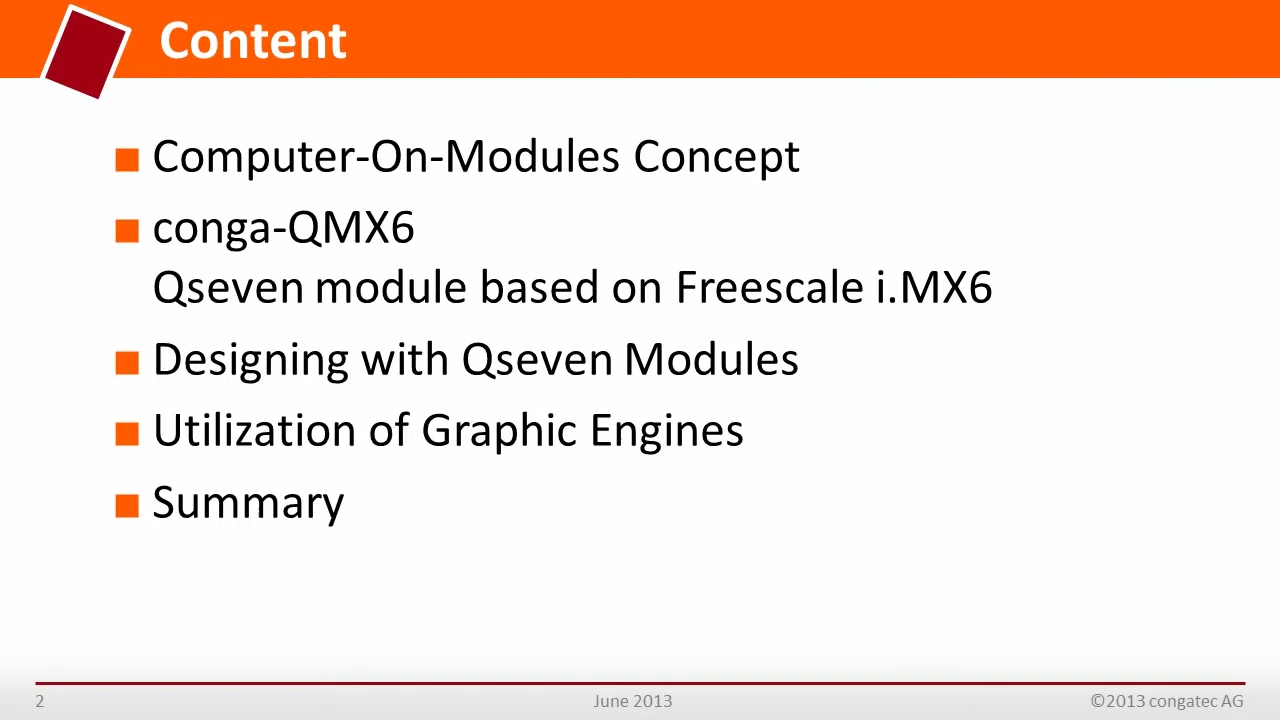 Content
Computer-On-Modules Concept
conga-QMX6
Qseven module based on Freescale i.MX6
Designing with Qseven Modules
Utilization of Graphic Engines
Summary
2
June 2013
©2013 congatec AG